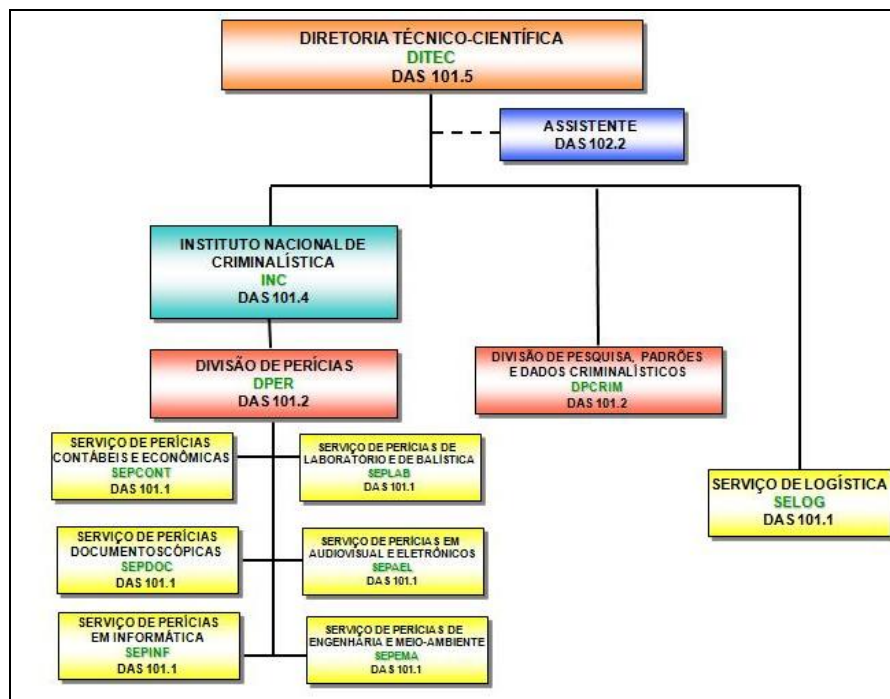 DIRETORIA TÉCNICO-CIENTÍFICA
DITEC
DAS 101.5
ASSISTENTE
DAS 102.2
INSTITUTO NACIONAL DE
CRIMINALÍSTICA
INC
DAS 101.4
DIVISÃO DE PERÍCIAS
DPER
DAS 101.2
DIVISÃO DE PESQUISA, PADRÕES
E DADOS CRIMINALÍSTICOS
DPCRIM
DAS 101.2
SERVIÇO DE PERÍCIAS
CONTÁBEIS E ECONÔMICAS
SEPCONT
DAS 101.1
SERVIÇO DE PERÍCIAS DE
LABORATÓRIO E DE BALÍSTICA
SEPLAB
DAS 101.1
SERVIÇO DE LOGÍSTICA
SELOG
DAS 101.1
SERVIÇO DE PERÍCIAS
DOCUMENTOSCÓPICAS
SEPDOC
DAS 101.1
SERVIÇO DE PERÍCIAS EM
AUDIOVISUAL E ELETRÔNICOS
SEPAEL
DAS 101.1
SERVIÇO DE PERÍCIAS
EM INFORMÁTICA
SEPINF
DAS 101.1
SERVIÇO DE PERÍCIAS DE
ENGENHARIA E MEIO-AMBIENTE
SEPEMA
DAS 101.1